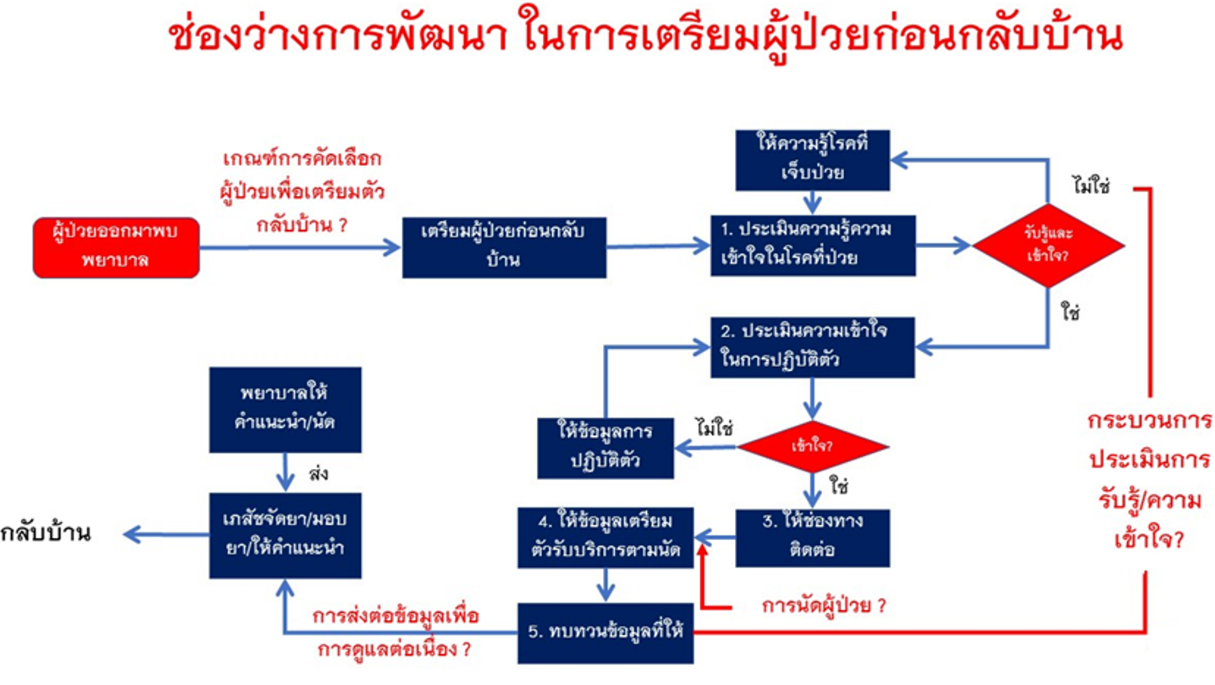 ช่องว่างการพัฒนา ในการเตรียมผู้ป่วยก่อนกลับบ้าน
ผู้ป่วยออกมาพบ
พยาบาล
เกณฑ์การคัดเลือก
ผู้ป่วยเพื่อเตรียมตัว
กลับบ้าน ?
เตรียมผู้ป่วยก่อนกลับ
บ้าน
ให้ความรู้โรคที่
เจ็บป่วย
1. ประเมินความรู้ความ
เข้าใจในโรคที่ป่วย
รับรู้และ
เข้าใจ?
ไม่ใช่
ใช่
2. ประเมินความเข้าใจ
ในการปฏิบัติตัว
ให้ข้อมูลการ
ปฏิบัติตัว
ไม่ใช่
เข้าใจ?
ใช่
3. ให้ช่องทาง
ติดต่อ
4. ให้ข้อมูลเตรียม
ตัวรับบริการตามนัด
การนัดผู้ป่วย ?
5. ทบทวนข้อมูลที่ให้
กระบวนการ
ประเมินการ
รับรู้/ความ
เข้าใจ?
การส่งต่อข้อมูลเพื่อ
การดูแลต่อเนื่อง ?
พยาบาลให้
คำแนะนำ/นัด
ส่ง
เภสัชจัดยา/มอบ
ยา/ให้คำแนะนำ
กลับบ้าน